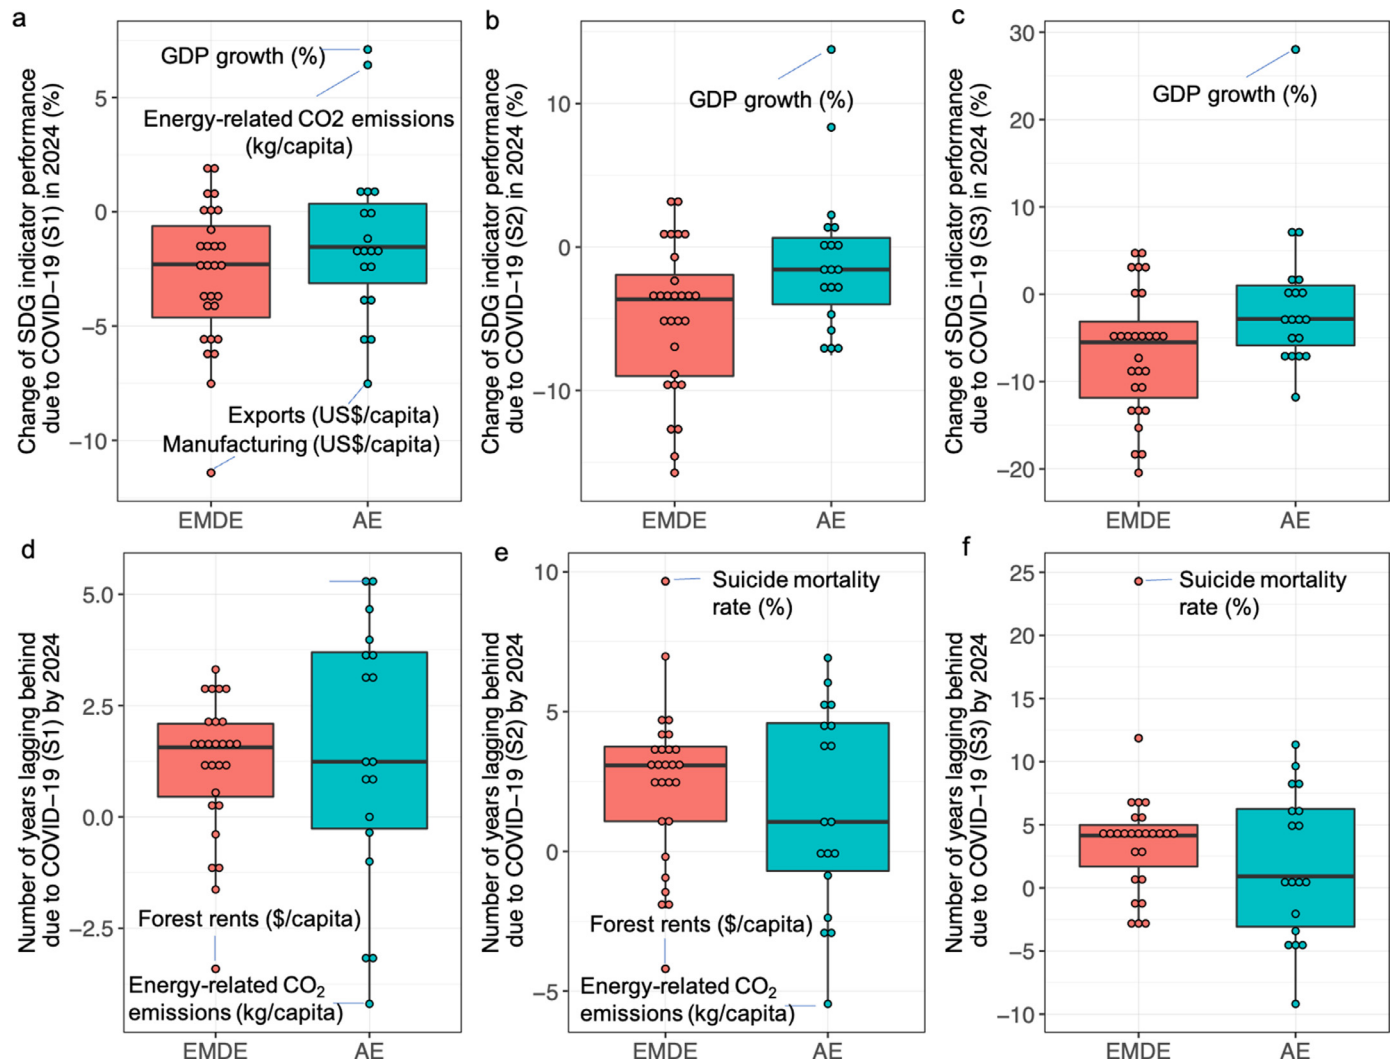 a
Change of SDG indicator performance
due to COVID−19 (S1) in 2024 (%)
5
0
−5
−10
GDP growth (%)
Energy-related CO2 emissions
(kg/capita)
Exports (US$/capita)
Manufacturing (US$/capita)
EMDE
AE
b
Change of SDG indicator performance
due to COVID−19 (S2) in 2024 (%)
10
0
−10
GDP growth (%)
EMDE
AE
c
Change of SDG indicator performance
due to COVID−19 (S3) in 2024 (%)
30
20
10
0
−10
−20
GDP growth (%)
EMDE
AE
d
Number of years lagging behind
due to COVID−19 (S1) by 2024
5.0
2.5
0.0
−2.5
Forest rents ($/capita)
Energy-related CO₂
emissions (kg/capita)
EMDE
AE
e
Number of years lagging behind
due to COVID−19 (S2) by 2024
10
5
0
−5
Suicide mortality
rate (%)
Forest rents ($/capita)
Energy-related CO₂
emissions (kg/capita)
EMDE
AE
f
Number of years lagging behind
due to COVID−19 (S3) by 2024
25
20
15
10
5
0
−5
−10
Suicide mortality
rate (%)
EMDE
AE